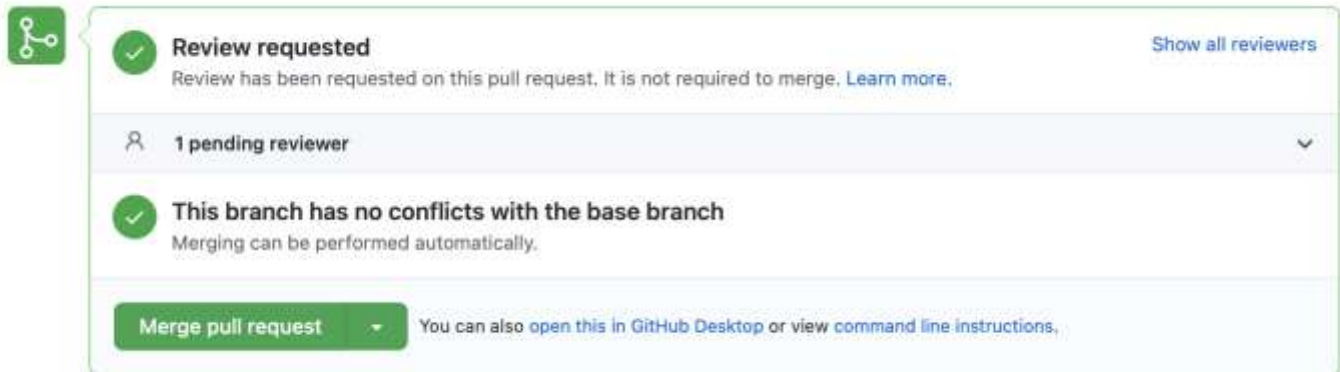 Review requested
Show all reviewers
Review has been requested on this pull request. It is not required to merge. Learn more.
1 pending reviewer
This branch has no conflicts with the base branch
Merging can be performed automatically.
Merge pull request
You can also open this in GitHub Desktop or view command line instructions.